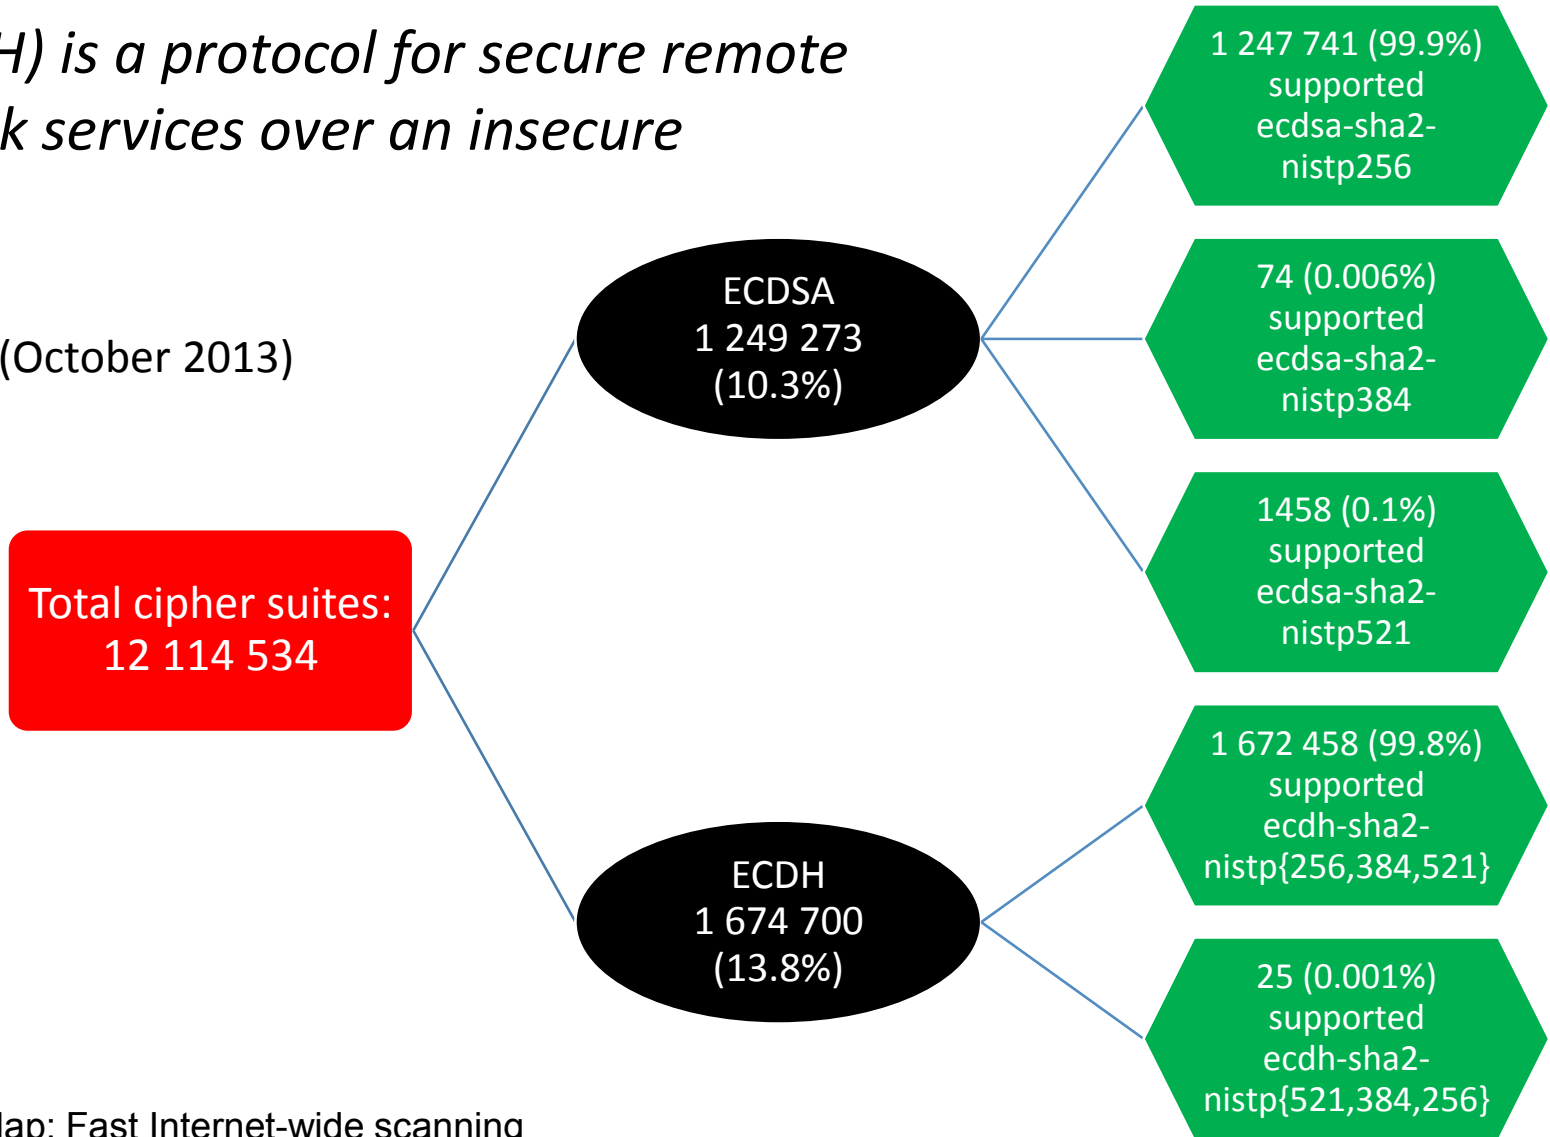 H) is a protocol for secure remote
k services over an insecure
(October 2013)
Total cipher suites:
12 114 534
ECDSA
1 249 273
(10.3%)
ECDH
1 674 700
(13.8%)
1 247 741 (99.9%)
supported
ecdsa-sha2-
nistp256
74 (0.006%)
supported
ecdsa-sha2-
nistp384
1458 (0.1%)
supported
ecdsa-sha2-
nistp521
1 672 458 (99.8%)
supported
ecdh-sha2-
nistp{256,384,521}
25 (0.001%)
supported
ecdh-sha2-
nistp{521,384,256}
Map: Fast Internet-wide scanning